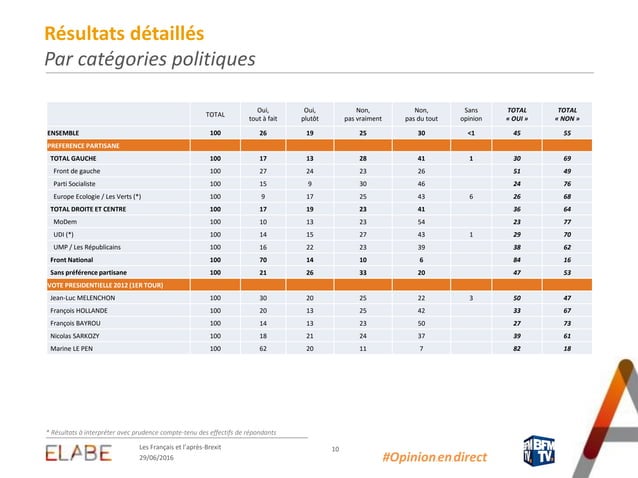 Résultats détaillés
Par catégories politiques
TOTAL Oui, tout à fait Oui, plutôt Non, pas vraiment Non, pas du tout Sans opinion TOTAL « OUI » TOTAL « NON »
ENSEMBLE 100 26 19 25 30 <1 45 55
PREFERENCE PARTISANE
TOTAL GAUCHE 100 17 13 28 41 1 30 69
Front de gauche 100 27 24 23 26 51 49
Parti Socialiste 100 15 9 30 46 24 76
Europe Ecologie / Les Verts (*) 100 9 17 25 43 6 26 68
TOTAL DROITE ET CENTRE 100 17 19 23 41 36 64
MoDem 100 10 13 23 54 23 77
UDI (*) 100 14 15 27 43 1 29 70
UMP / Les Républicains 100 16 22 23 39 38 62
Front National 100 70 14 10 6 84 16
Sans préférence partisane 100 21 26 33 20 47 53
VOTE PRESIDENTIELLE 2012 (1ER TOUR)
Jean-Luc MELENCHON 100 30 20 25 22 3 50 47
François HOLLANDE 100 20 13 25 42 33 67
François BAYROU 100 14 13 23 50 27 73
Nicolas SARKOZY 100 18 21 24 37 39 61
Marine LE PEN 100 62 20 11 7 82 18
* Résultats à interpréter avec prudence compte-tenu des effectifs de répondants
ELABE
Les Français et l'après-Brexit
29/06/2016
10
#Opinion en direct
BFM
TV.